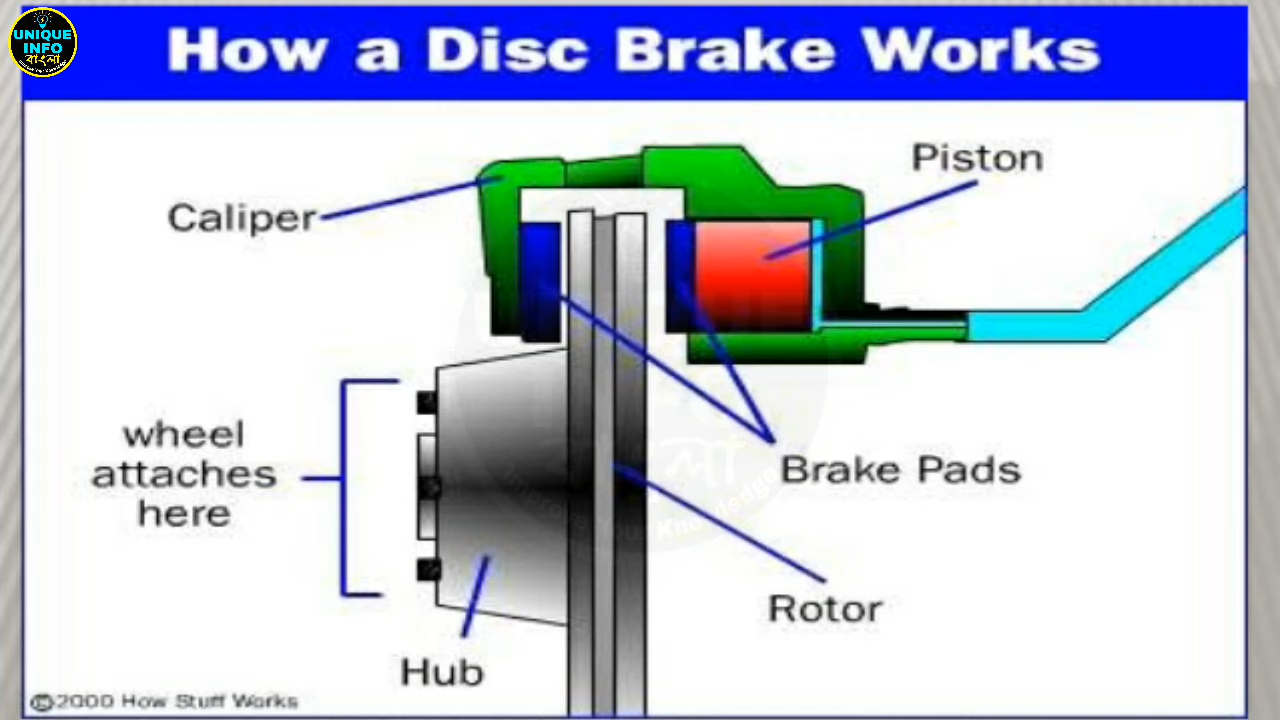 UNIQUE
INFO
বাংলা
How a Disc Brake Works
Piston
Caliper
wheel
attaches
here
Brake Pads
Rotor
Hub
©2000 How Stuff Works